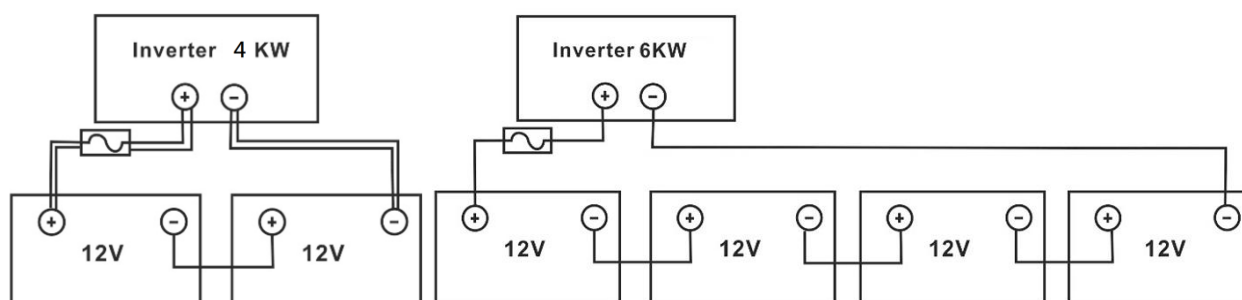 Inverter 4 KW
+ −
+ − + −
12V 12V
Inverter 6KW
+ −
+ − + − + − + −
12V 12V 12V 12V